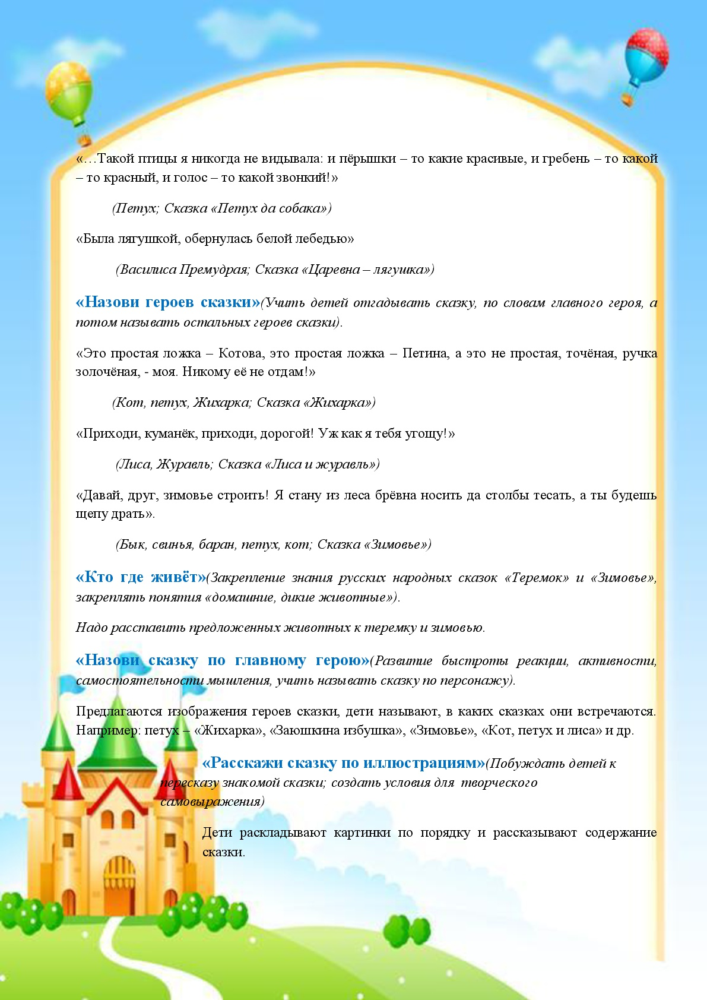 «…Такой птицы я никогда не видывала: и пёрышки – то какие красивые, и гребень – то какой
– то красный, и голос – то какой звонкий!»
(Петух; Сказка «Петух да собака»)
«Была лягушкой, обернулась белой лебедью»
(Василиса Премудрая; Сказка «Царевна – лягушка»)
«Назови героев сказки»(Учить детей отгадывать сказку, по словам главного героя, а
потом называть остальных героев сказки).
«Это простая ложка – Котова, это простая ложка – Петина, а это не простая, точёная, ручка
золочёная, - моя. Никому её не отдам!»
(Кот, петух, Жихарка; Сказка «Жихарка»)
«Приходи, куманёк, приходи, дорогой! Уж как я тебя угощу!»
(Лиса, Журавль; Сказка «Лиса и журавль»)
«Давай, друг, зимовье строить! Я стану из леса брёвна носить да столбы тесать, а ты будешь
щепу драть».
(Бык, свинья, баран, петух, кот; Сказка «Зимовье»)
«Кто где живёт»(Закрепление знания русских народных сказок «Теремок» и «Зимовье»,
закреплять понятия «домашние, дикие животные»).
Надо расставить предложенных животных к теремку и зимовью.
«Назови сказку по главному герою»(Развитие быстроты реакции, активности,
самостоятельности мышления, учить называть сказку по персонажу).
Предлагаются изображения героев сказки, дети называют, в каких сказках они встречаются.
Например: петух – «Жихарка», «Заюшкина избушка», «Зимовье», «Кот, петух и лиса» и др.
«Расскажи сказку по иллюстрациям»(Побуждать детей к
пересказу знакомой сказки; создать условия для творческого
самовыражения)
Дети раскладывают картинки по порядку и рассказывают содержание
сказки.